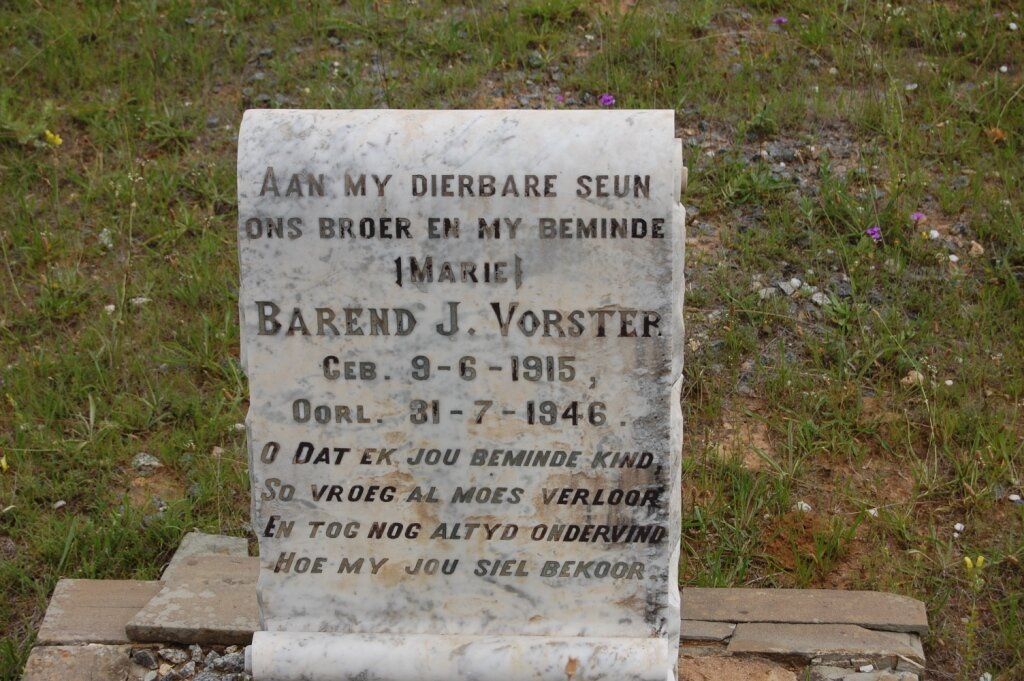 AAN MY DIERBARE SEUN
ONS BROER EN MY BEMINDE
(MARIE)
BAREND J. VORSTER
GEB. 9-6-1915,
OORL. 31-7-1946.
O DAT EK JOU BEMINDE KIND,
SO VROEG AL MOES VERLOOR
EN TOG NOG ALTYD ONDERVIND
HOE MY JOU SIEL BEKOOR